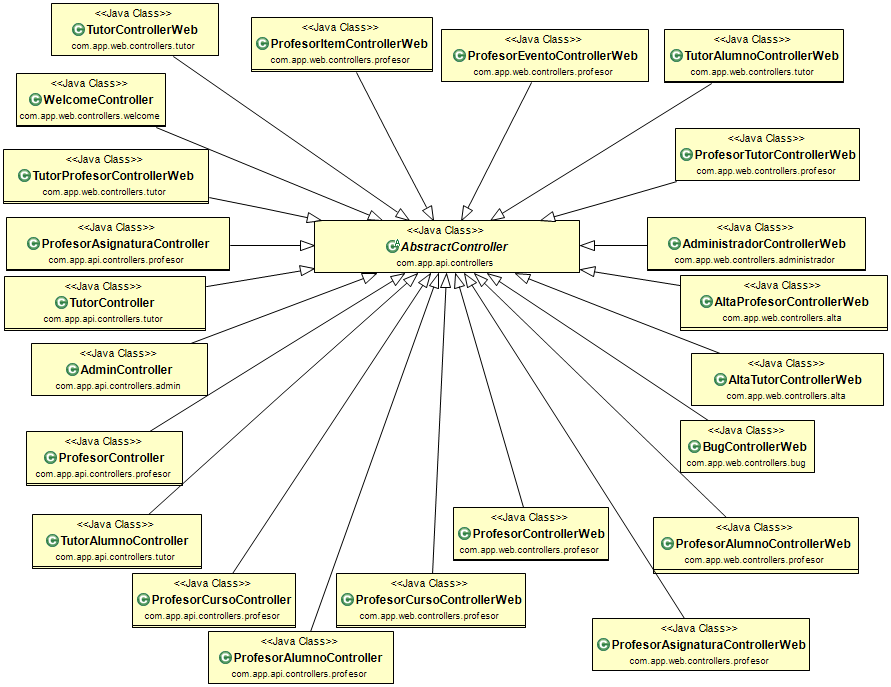 <<Java Class>>
TutorControllerWeb
com.app.web.controllers.tutor
<<Java Class>>
ProfesorItemControllerWeb
com.app.web.controllers.profesor
<<Java Class>>
ProfesorEventoControllerWeb
com.app.web.controllers.profesor
<<Java Class>>
TutorAlumnoControllerWeb
com.app.web.controllers.tutor
<<Java Class>>
WelcomeController
com.app.web.controllers.welcome
<<Java Class>>
ProfesorTutorControllerWeb
com.app.web.controllers.profesor
<<Java Class>>
TutorProfesorControllerWeb
com.app.web.controllers.tutor
<<Java Class>>
ProfesorAsignaturaController
com.app.api.controllers.profesor
<<Java Class>>
AbstractController
com.app.api.controllers
<<Java Class>>
AdministradorControllerWeb
com.app.web.controllers.administrador
<<Java Class>>
TutorController
com.app.api.controllers.tutor
<<Java Class>>
AltaProfesorControllerWeb
com.app.web.controllers.alta
<<Java Class>>
AdminController
com.app.api.controllers.admin
<<Java Class>>
AltaTutorControllerWeb
com.app.web.controllers.alta
<<Java Class>>
ProfesorController
com.app.api.controllers.profesor
<<Java Class>>
BugControllerWeb
com.app.web.controllers.bug
<<Java Class>>
TutorAlumnoController
com.app.api.controllers.tutor
<<Java Class>>
ProfesorControllerWeb
com.app.web.controllers.profesor
<<Java Class>>
ProfesorAlumnoControllerWeb
com.app.web.controllers.profesor
<<Java Class>>
ProfesorCursoController
com.app.api.controllers.profesor
<<Java Class>>
ProfesorCursoControllerWeb
com.app.web.controllers.profesor
<<Java Class>>
ProfesorAlumnoController
com.app.api.controllers.profesor
<<Java Class>>
ProfesorAsignaturaControllerWeb
com.app.web.controllers.profesor